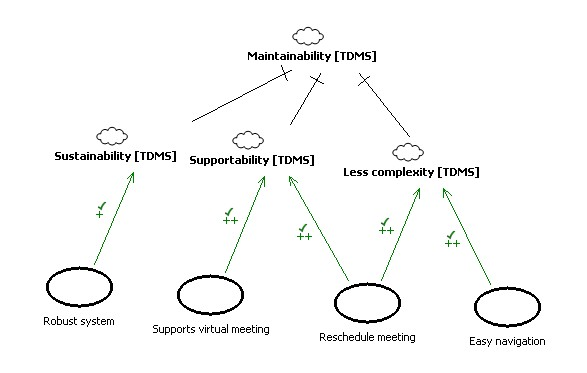 Maintainability [TDMS]
Sustainability [TDMS]
Supportability [TDMS]
Less complexity [TDMS]
+
++
++
++
++
Robust system
Supports virtual meeting
Reschedule meeting
Easy navigation